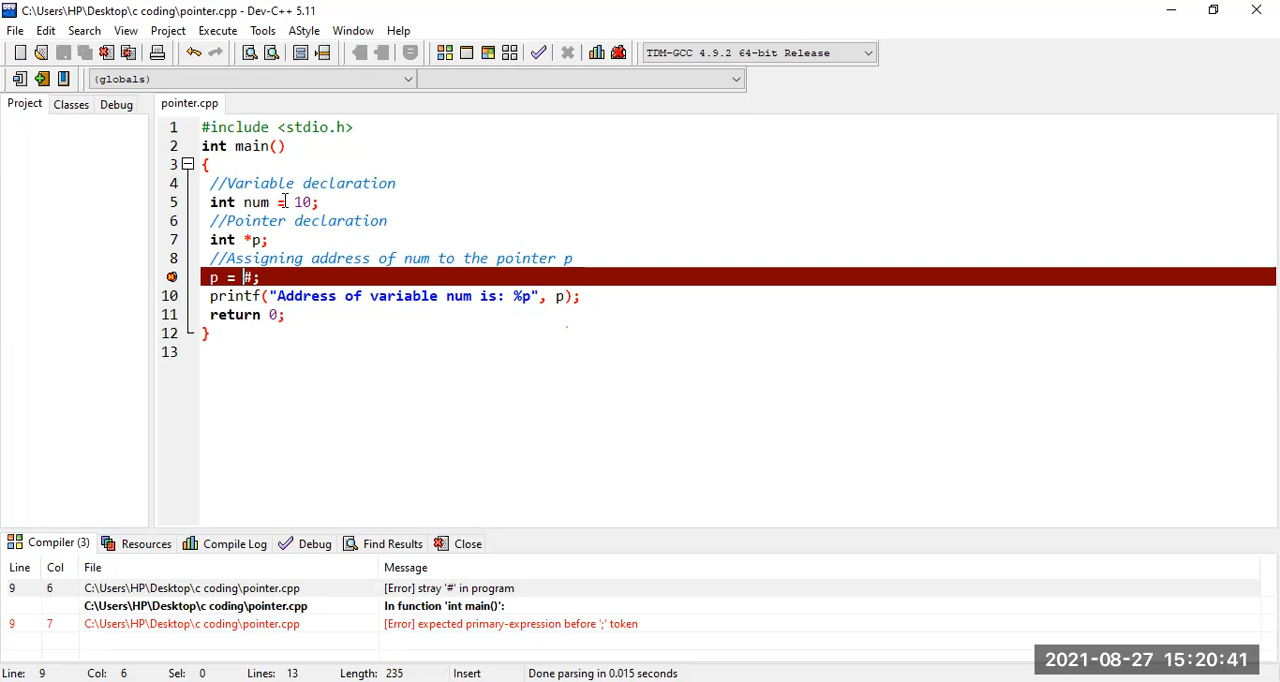 C:\Users\HP\Desktop\c coding\pointer.cpp - Dev-C++ 5.11
File Edit Search View Project Execute Tools AStyle Window Help
TDM-GCC 4.9.2 64-bit Release
(globals)
Project Classes Debug pointer.cpp
1 #include <stdio.h>
2 int main()
3 {
4 //Variable declaration
5 int num = 10;
6 //Pointer declaration
7 int *p;
8 //Assigning address of num to the pointer p
p = #;
10 printf("Address of variable num is: %p", p);
11 return 0;
12 }
13
Compiler (3) Resources Compile Log Debug Find Results Close
Line Col File Message
9 6 C:\Users\HP\Desktop\c coding\pointer.cpp [Error] stray '#' in program
C:\Users\HP\Desktop\c coding\pointer.cpp In function 'int main()':
9 7 C:\Users\HP\Desktop\c coding\pointer.cpp [Error] expected primary-expression before ';' token
2021-08-27 15:20:41
Line: 9 Col: 6 Sel: 0 Lines: 13 Length: 235 Insert Done parsing in 0.015 seconds